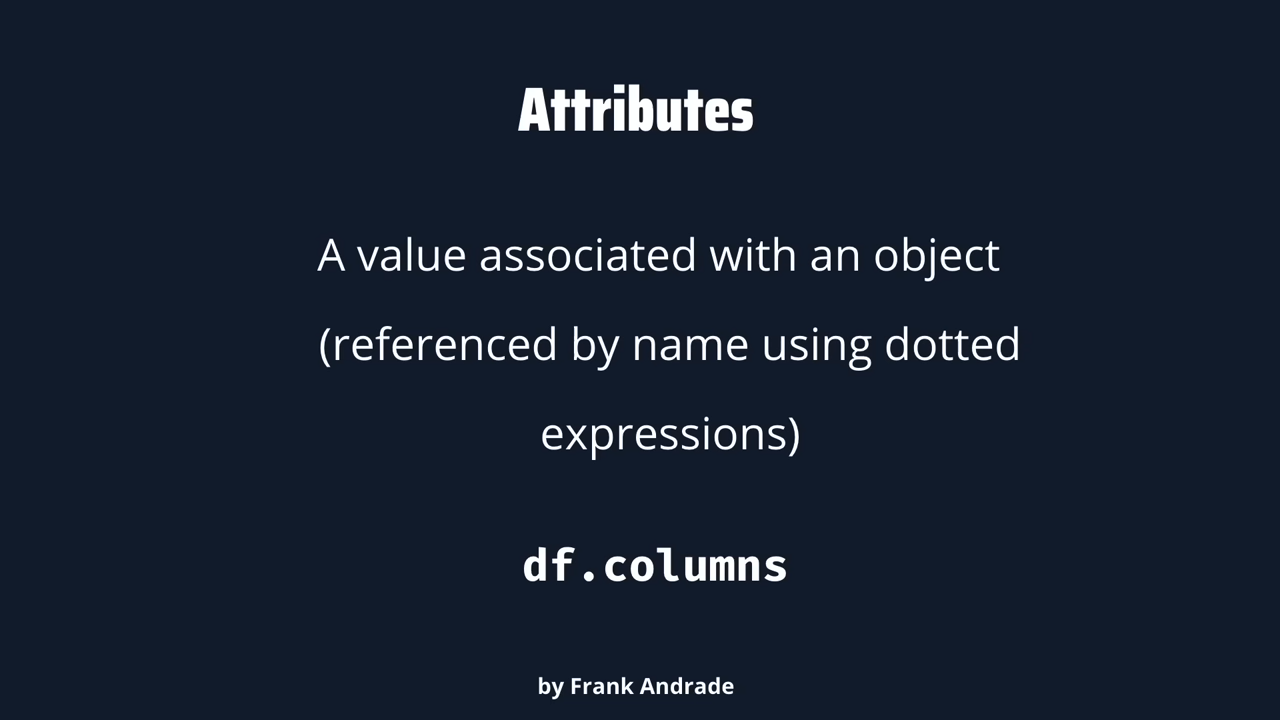 Attributes
A value associated with an object
(referenced by name using dotted
expressions)
df.columns
by Frank Andrade